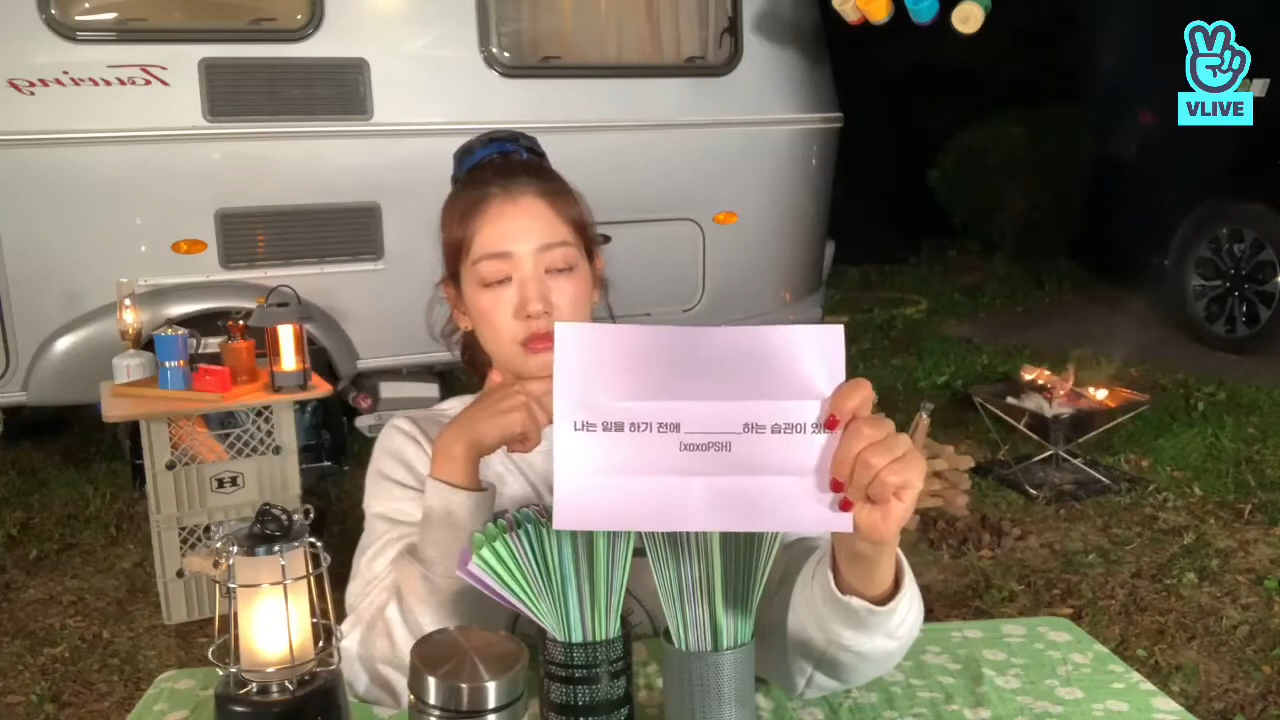 Touring
VLIVE
나는 일을 하기 전에 ________하는 습관이 있다.
(xoxoPSH)
H